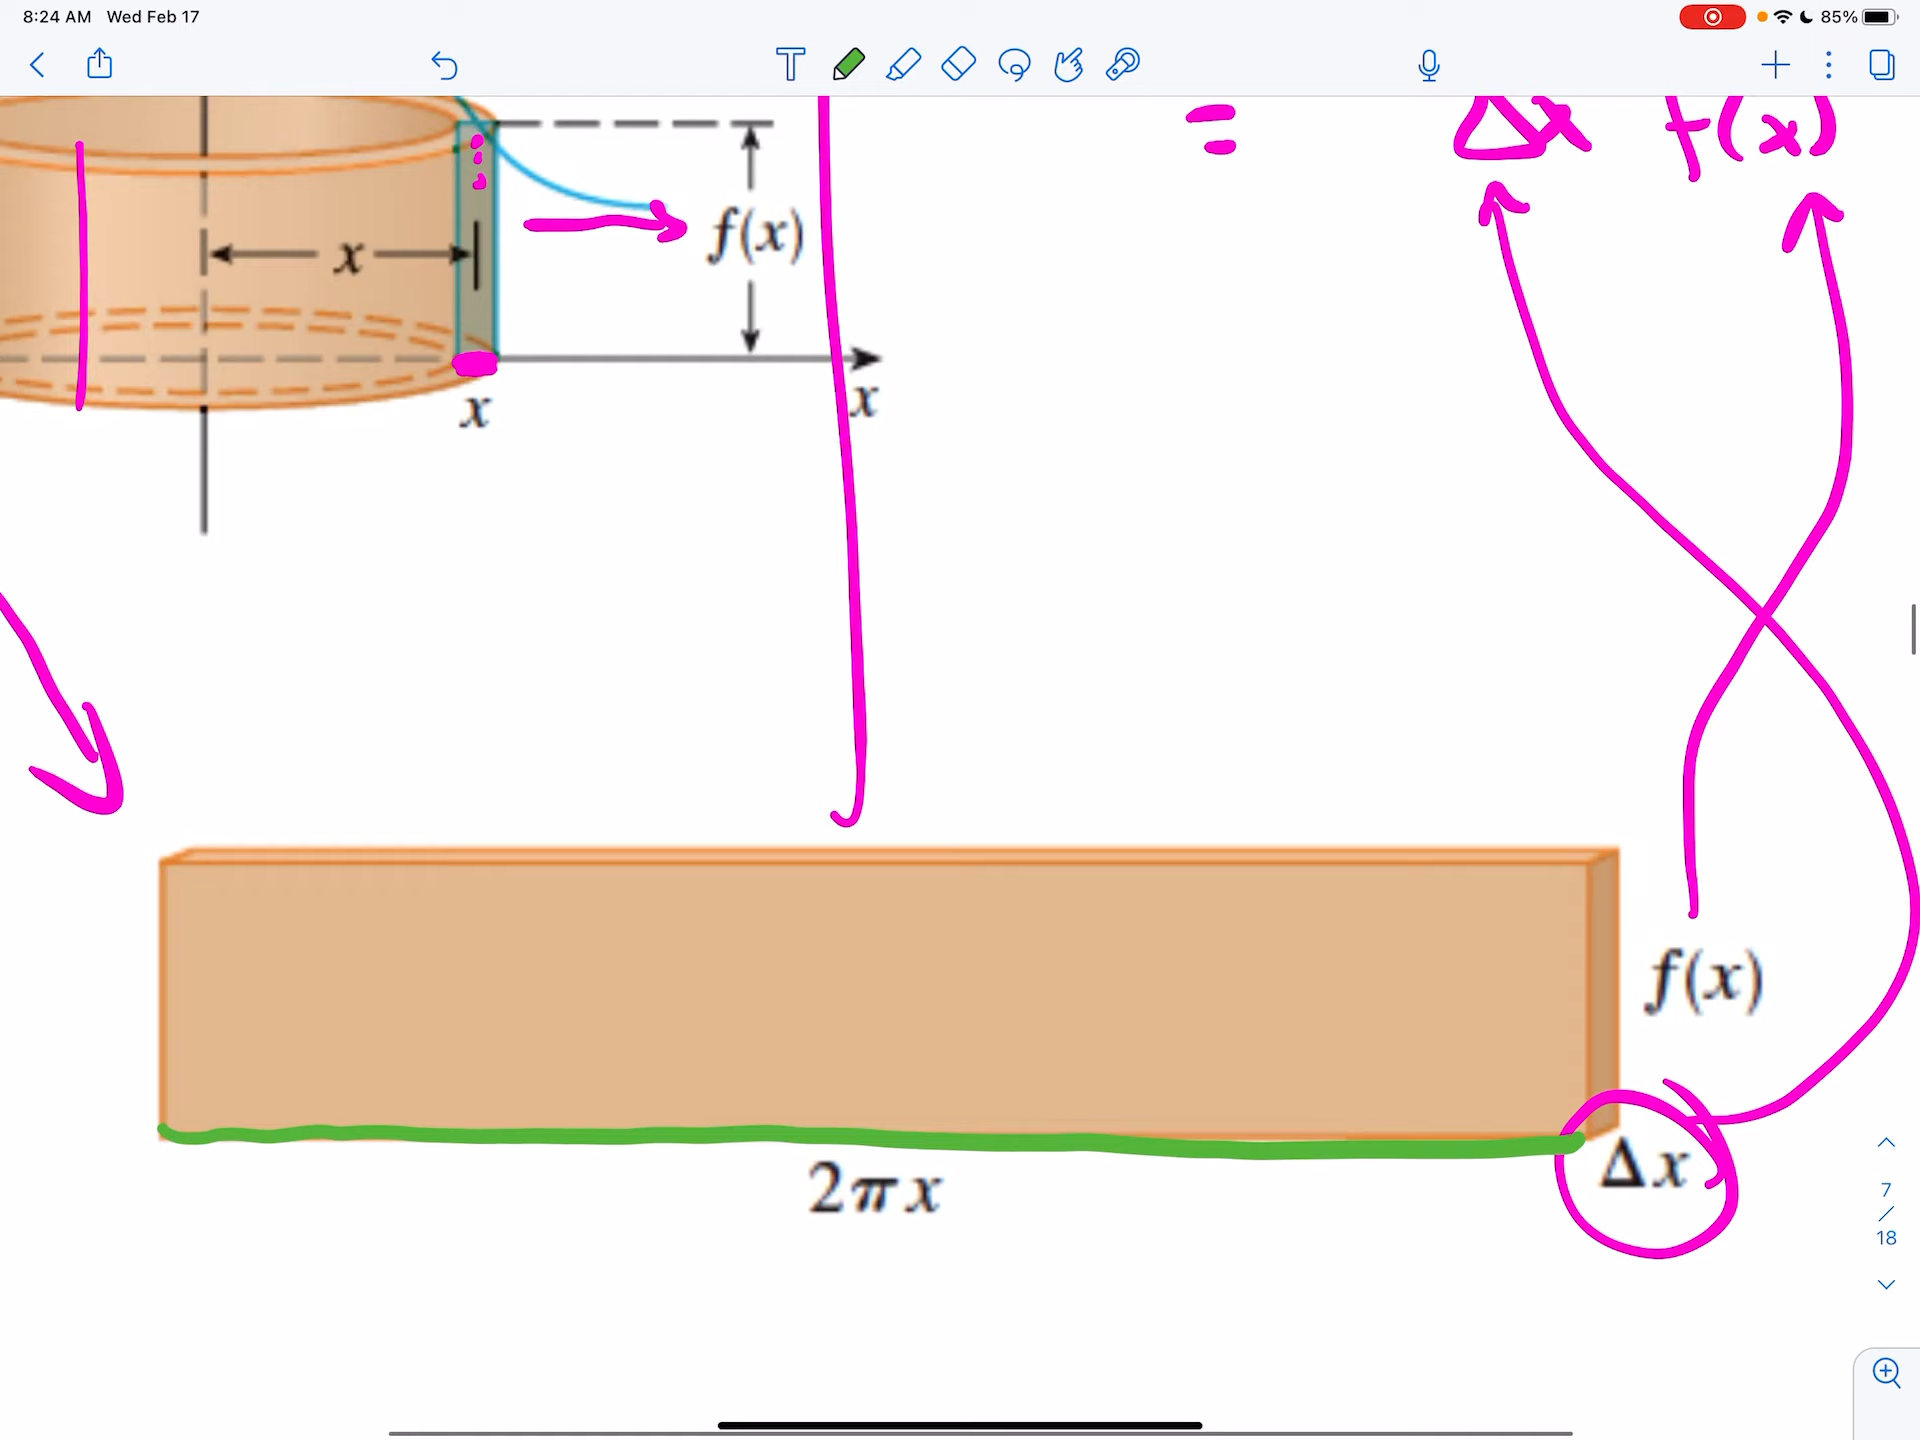 8:24 AM Wed Feb 17
85%
= Δx f(x)
f(x)
x
x
x
f(x)
2πx
Δx
7
/
18